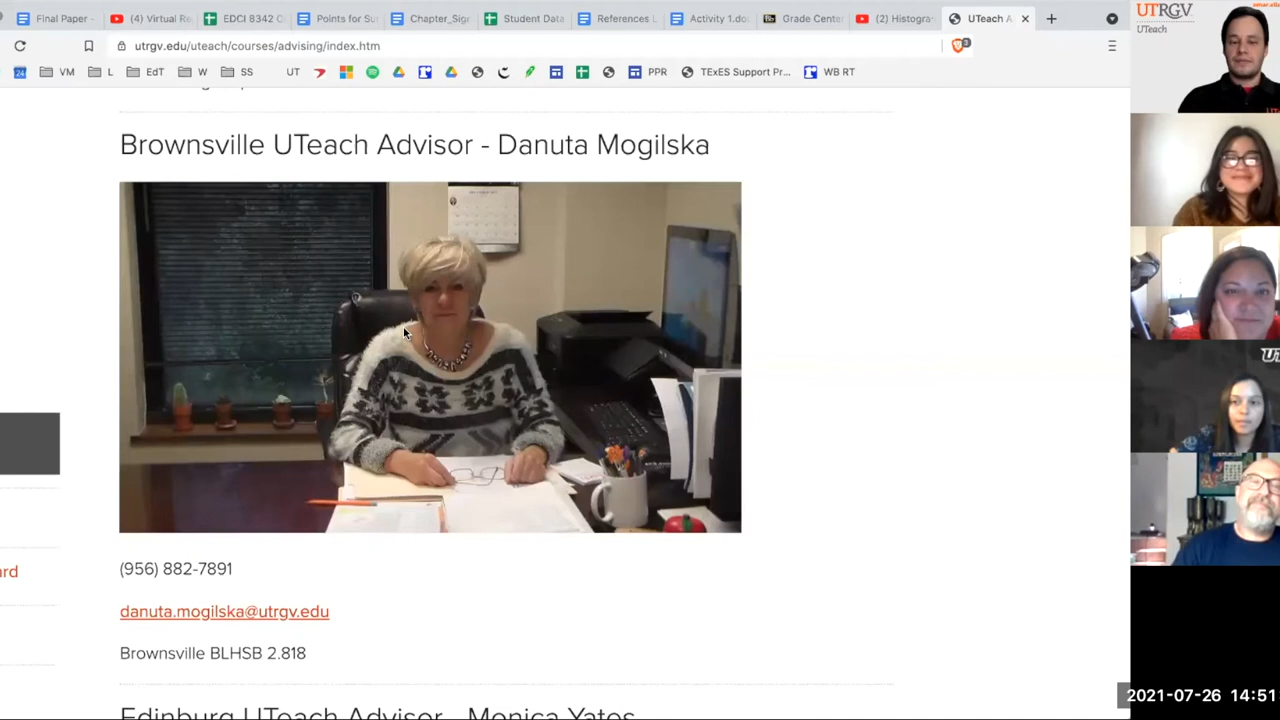 Final Paper -
(4) Virtual Re
EDCI 8342 C
Points for Su
Chapter_Sig
Student Data
References L
Activity 1.do
Grade Center
(2) Histogra
UTeach A
utrgv.edu/uteach/courses/advising/index.htm
VM
L
EdT
W
SS
UT
PPR
TExES Support Pr...
WB RT
Brownsville UTeach Advisor - Danuta Mogilska
(956) 882-7891
danuta.mogilska@utrgv.edu
Brownsville BLHSB 2.818
Edinburg UTeach Advisor - Monica Yates
ard
UTRGV
UTeach
2021-07-26 14:51